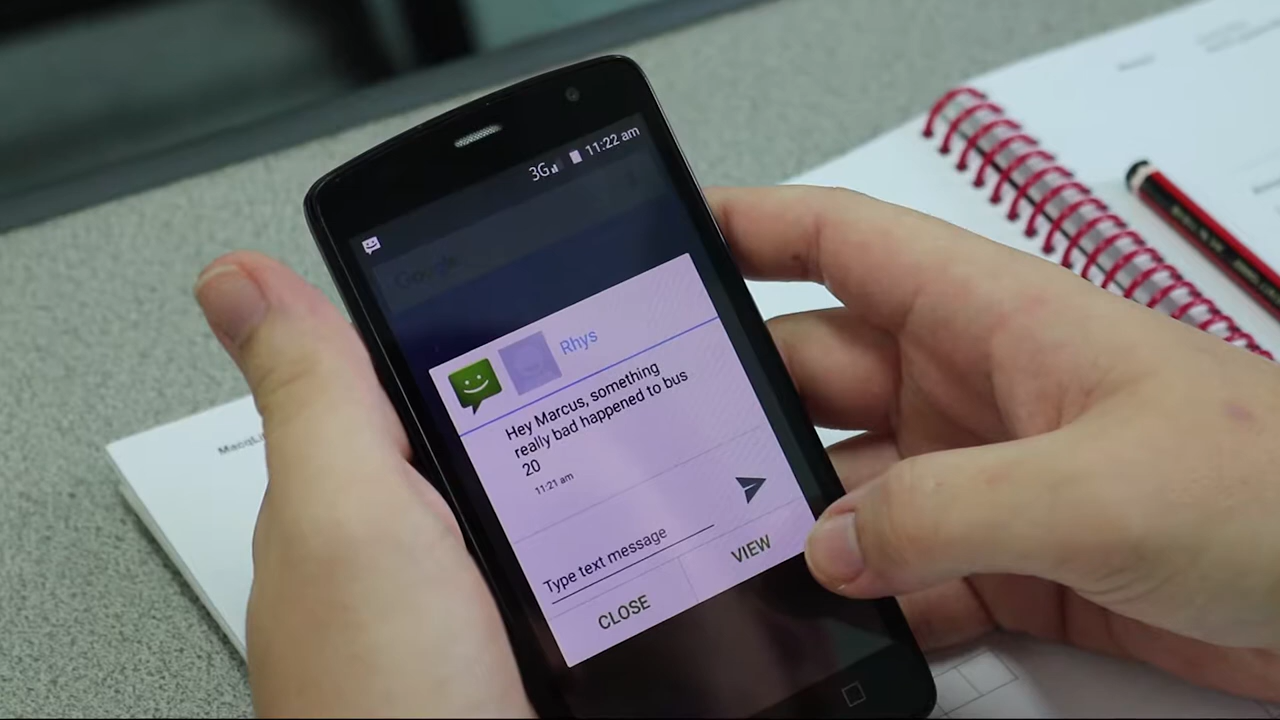 3G 11:22 am
Google
Rhys
Hey Marcus, something
really bad happened to bus
20
11:21 am
Type text message
CLOSE
VIEW